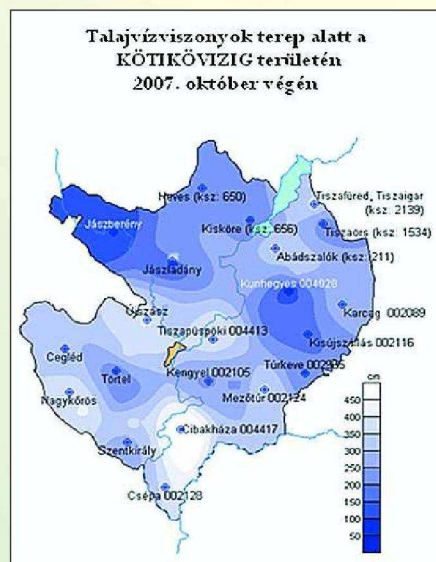 Talajvízviszonyok terep alatt a
KÖTIKÖVIZIG területén
2007. október végén
Heves (ksz: 650)
Tiszafüred, Tiszaigar
(ksz: 2139)
Jászberény
Kisköre (ksz: 656)
Tiszaörs (ksz: 1534)
Abádszalók (ksz: 211)
Jászladány
Kunhegyes 004028
Karcag 002089
Újszász
Tiszapüspöki 004413
Kisújszállás 002116
Cegléd
Kengyel 002105
Túrkeve
Törtel
Mezőtúr 002124
Nagykőrös
Cibakháza 004417
Szentkirály
Csépa 002128
cm
450
400
350
300
250
200
150
100
50